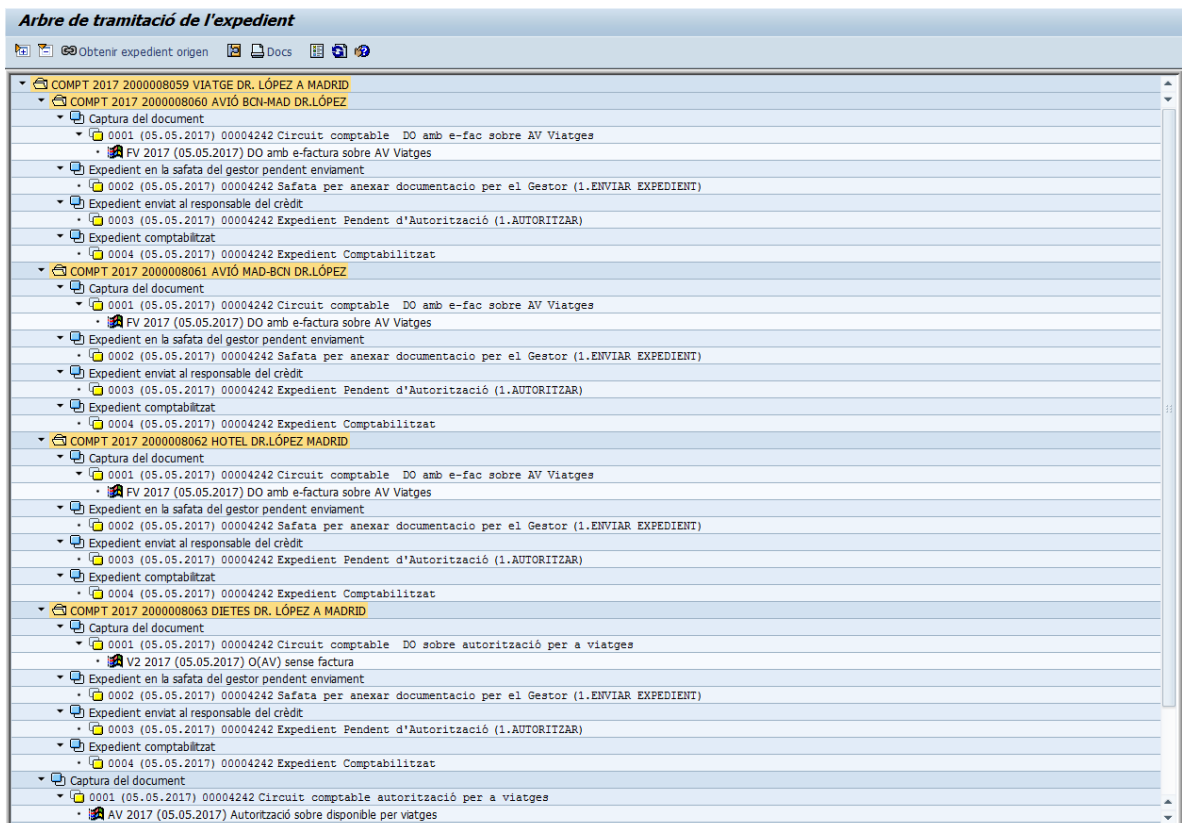 Arbre de tramitació de l'expedient
Obtenir expedient origen Docs
COMPT 2017 2000008059 VIATGE DR. LÓPEZ A MADRID
COMPT 2017 2000008060 AVIÓ BCN-MAD DR.LÓPEZ
Captura del document
0001 (05.05.2017) 00004242 Circuit comptable DO amb e-fac sobre AV Viatges
FV 2017 (05.05.2017) DO amb e-factura sobre AV Viatges
Expedient en la safata del gestor pendent enviament
0002 (05.05.2017) 00004242 Safata per anexar documentacio per el Gestor (1.ENVIAR EXPEDIENT)
Expedient enviat al responsable del crèdit
0003 (05.05.2017) 00004242 Expedient Pendent d'Autorització (1.AUTORITZAR)
Expedient comptabilitzat
0004 (05.05.2017) 00004242 Expedient Comptabilitzat
COMPT 2017 2000008061 AVIÓ MAD-BCN DR.LÓPEZ
Captura del document
0001 (05.05.2017) 00004242 Circuit comptable DO amb e-fac sobre AV Viatges
FV 2017 (05.05.2017) DO amb e-factura sobre AV Viatges
Expedient en la safata del gestor pendent enviament
0002 (05.05.2017) 00004242 Safata per anexar documentacio per el Gestor (1.ENVIAR EXPEDIENT)
Expedient enviat al responsable del crèdit
0003 (05.05.2017) 00004242 Expedient Pendent d'Autorització (1.AUTORITZAR)
Expedient comptabilitzat
0004 (05.05.2017) 00004242 Expedient Comptabilitzat
COMPT 2017 2000008062 HOTEL DR.LÓPEZ MADRID
Captura del document
0001 (05.05.2017) 00004242 Circuit comptable DO amb e-fac sobre AV Viatges
FV 2017 (05.05.2017) DO amb e-factura sobre AV Viatges
Expedient en la safata del gestor pendent enviament
0002 (05.05.2017) 00004242 Safata per anexar documentacio per el Gestor (1.ENVIAR EXPEDIENT)
Expedient enviat al responsable del crèdit
0003 (05.05.2017) 00004242 Expedient Pendent d'Autorització (1.AUTORITZAR)
Expedient comptabilitzat
0004 (05.05.2017) 00004242 Expedient Comptabilitzat
COMPT 2017 2000008063 DIETES DR. LÓPEZ A MADRID
Captura del document
0001 (05.05.2017) 00004242 Circuit comptable DO sobre autorització per a viatges
V2 2017 (05.05.2017) O(AV) sense factura
Expedient en la safata del gestor pendent enviament
0002 (05.05.2017) 00004242 Safata per anexar documentacio per el Gestor (1.ENVIAR EXPEDIENT)
Expedient enviat al responsable del crèdit
0003 (05.05.2017) 00004242 Expedient Pendent d'Autorització (1.AUTORITZAR)
Expedient comptabilitzat
0004 (05.05.2017) 00004242 Expedient Comptabilitzat
Captura del document
0001 (05.05.2017) 00004242 Circuit comptable autorització per a viatges
AV 2017 (05.05.2017) Autorització sobre disponible per viatges